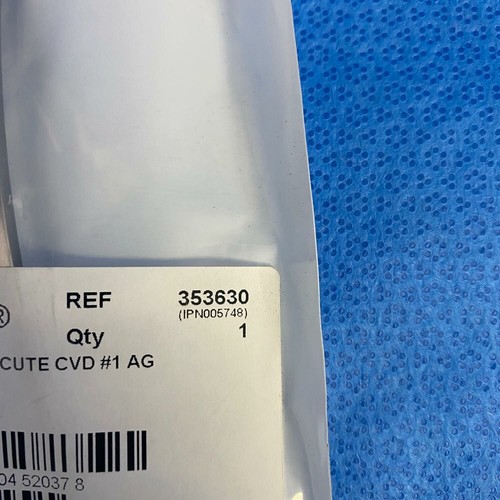 ® REF 353630
(IPN005748)
Qty 1
CUTE CVD #1 AG
04 52037 8